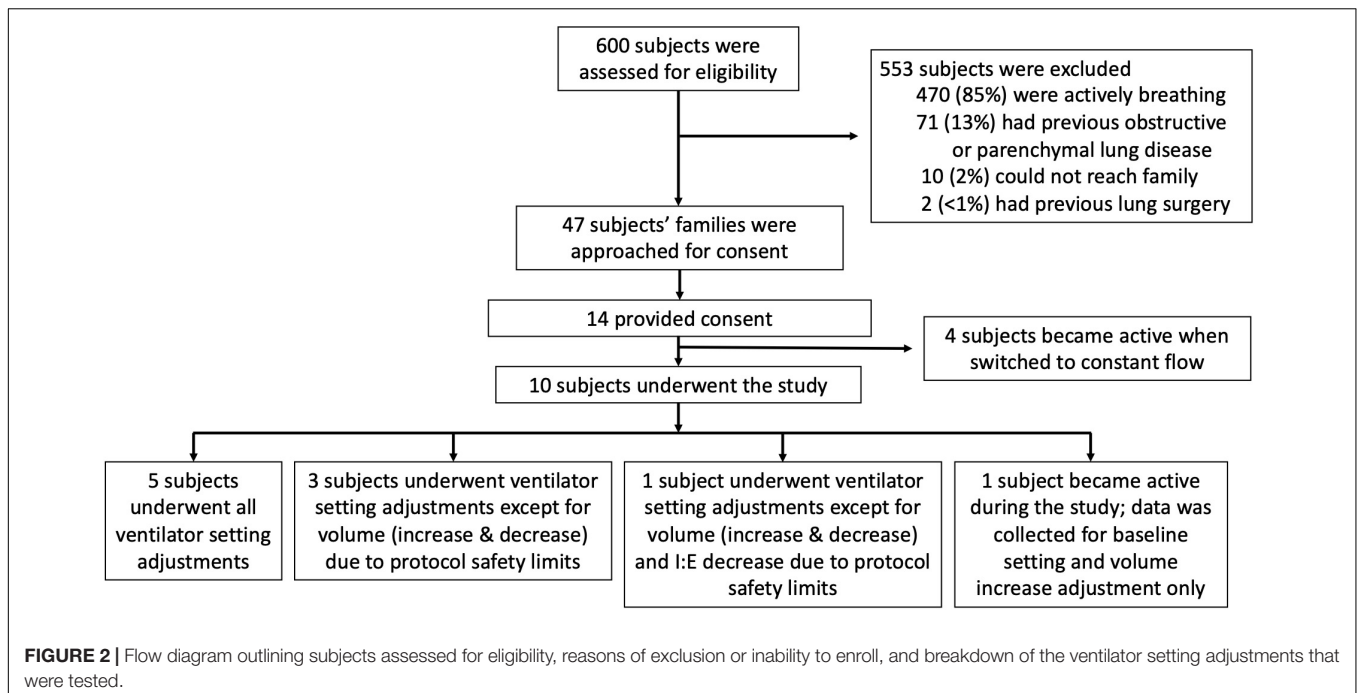 600 subjects were
assessed for eligibility
553 subjects were excluded
470 (85%) were actively breathing
71 (13%) had previous obstructive
or parenchymal lung disease
10 (2%) could not reach family
2 (<1%) had previous lung surgery
47 subjects' families were
approached for consent
14 provided consent
4 subjects became active when
switched to constant flow
10 subjects underwent the study
5 subjects
underwent all
ventilator setting
adjustments
3 subjects underwent ventilator
setting adjustments except for
volume (increase & decrease)
due to protocol safety limits
1 subject underwent ventilator
setting adjustments except for
volume (increase & decrease)
and I:E decrease due to protocol
safety limits
1 subject became active
during the study; data was
collected for baseline
setting and volume
increase adjustment only
FIGURE 2 | Flow diagram outlining subjects assessed for eligibility, reasons of exclusion or inability to enroll, and breakdown of the ventilator setting adjustments that
were tested.